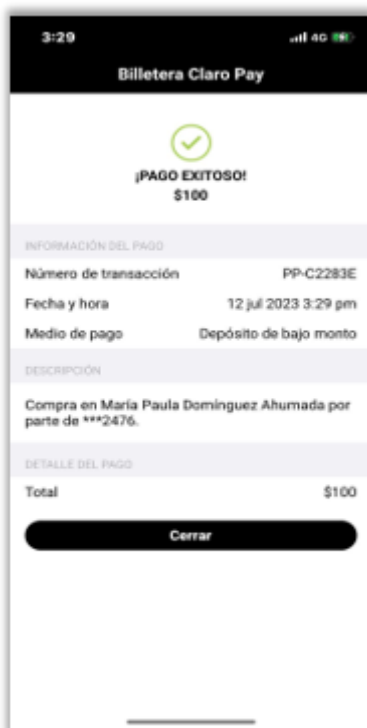 3:29
4G
Billetera Claro Pay
¡PAGO EXITOSO!
$100
INFORMACIÓN DEL PAGO
Número de transacción PP-C2283E
Fecha y hora 12 jul 2023 3:29 pm
Medio de pago Depósito de bajo monto
DESCRIPCIÓN
Compra en María Paula Domínguez Ahumada por
parte de ***2476.
DETALLE DEL PAGO
Total $100
Cerrar